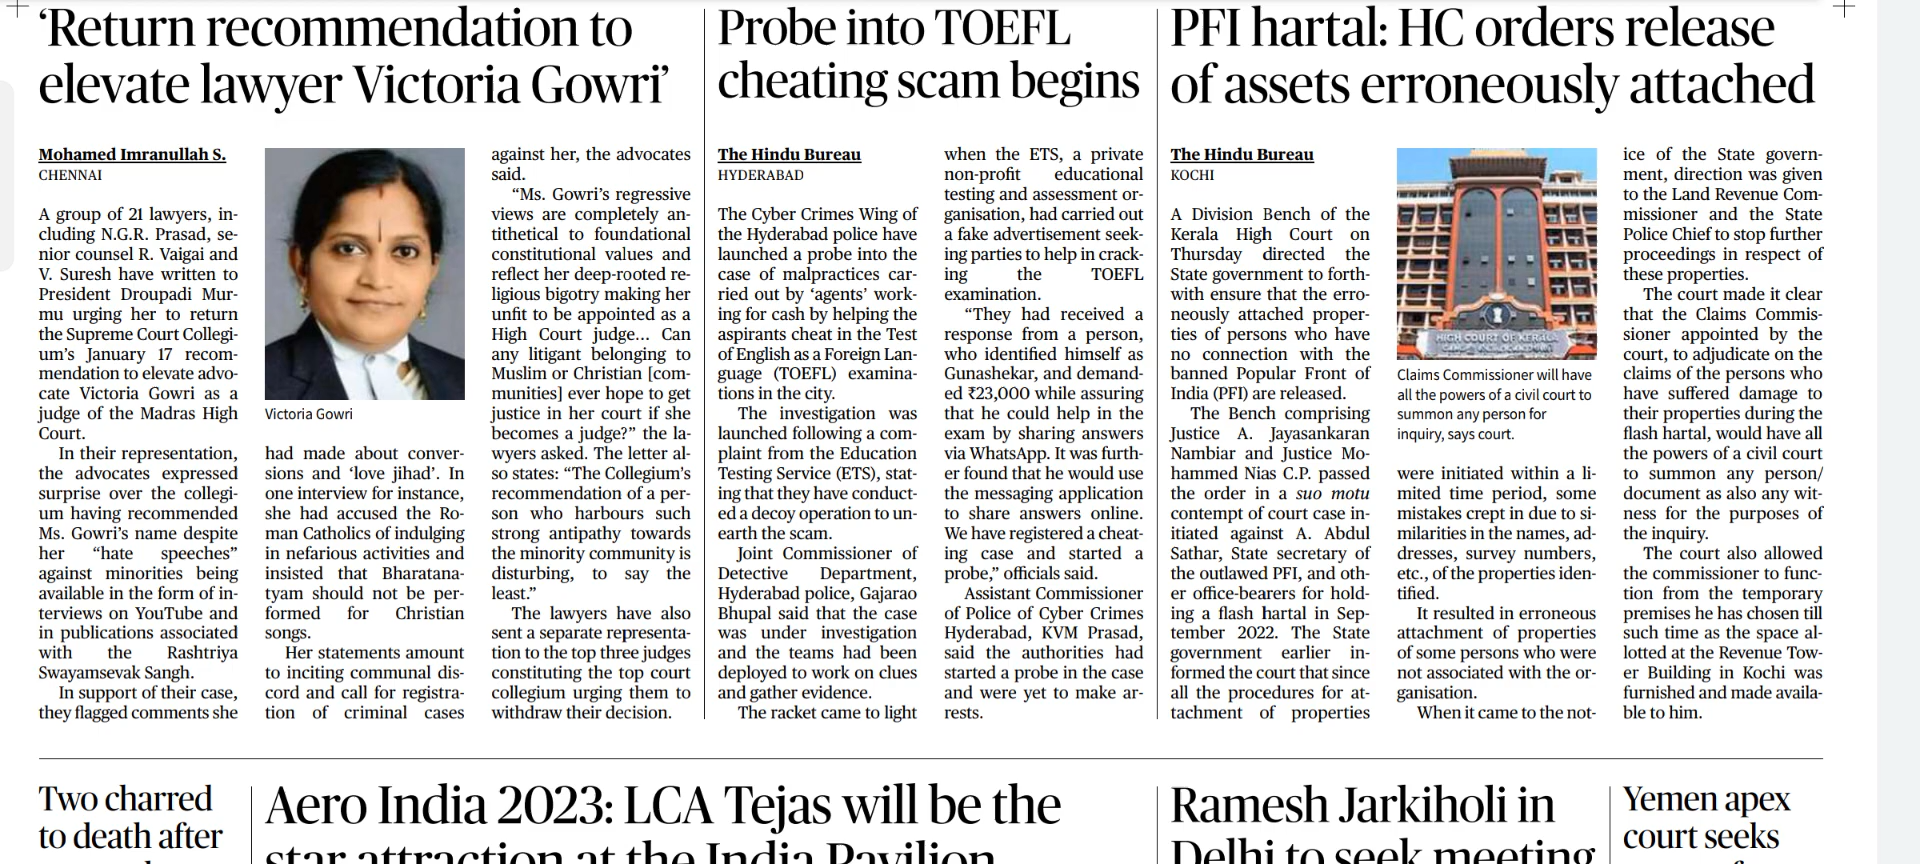 ‘Return recommendation to
elevate lawyer Victoria Gowri’
Mohamed Imranullah S.
CHENNAI
A group of 21 lawyers, in-
cluding N.G.R. Prasad, se-
nior counsel R. Vaigai and
V. Suresh have written to
President Droupadi Mur-
mu urging her to return
the Supreme Court Collegi-
um’s January 17 recom-
mendation to elevate advo-
cate Victoria Gowri as a
judge of the Madras High
Court.
In their representation,
the advocates expressed
surprise over the collegi-
um having recommended
Ms. Gowri’s name despite
her “hate speeches”
against minorities being
available in the form of in-
terviews on YouTube and
in publications associated
with the Rashtriya
Swayamsevak Sangh.
In support of their case,
they flagged comments she
Victoria Gowri
had made about conver-
sions and ‘love jihad’. In
one interview for instance,
she had accused the Ro-
man Catholics of indulging
in nefarious activities and
insisted that Bharatana-
tyam should not be per-
formed for Christian
songs.
Her statements amount
to inciting communal dis-
cord and call for registra-
tion of criminal cases
against her, the advocates
said.
“Ms. Gowri’s regressive
views are completely an-
tithetical to foundational
constitutional values and
reflect her deep-rooted re-
ligious bigotry making her
unfit to be appointed as a
High Court judge... Can
any litigant belonging to
Muslim or Christian [com-
munities] ever hope to get
justice in her court if she
becomes a judge?” the la-
wyers asked. The letter al-
so states: “The Collegium’s
recommendation of a per-
son who harbours such
strong antipathy towards
the minority community is
disturbing, to say the
least.”
The lawyers have also
sent a separate representa-
tion to the top three judges
constituting the top court
collegium urging them to
withdraw their decision.
Probe into TOEFL
cheating scam begins
The Hindu Bureau
HYDERABAD
The Cyber Crimes Wing of
the Hyderabad police have
launched a probe into the
case of malpractices car-
ried out by ‘agents’ work-
ing for cash by helping the
aspirants cheat in the Test
of English as a Foreign Lan-
guage (TOEFL) examina-
tions in the city.
The investigation was
launched following a com-
plaint from the Education
Testing Service (ETS), stat-
ing that they have conduct-
ed a decoy operation to un-
earth the scam.
Joint Commissioner of
Detective Department,
Hyderabad police, Gajarao
Bhupal said that the case
was under investigation
and the teams had been
deployed to work on clues
and gather evidence.
The racket came to light
when the ETS, a private
non-profit educational
testing and assessment or-
ganisation, had carried out
a fake advertisement seek-
ing parties to help in crack-
ing the TOEFL
examination.
“They had received a
response from a person,
who identified himself as
Gunashekar, and demand-
ed ₹23,000 while assuring
that he could help in the
exam by sharing answers
via WhatsApp. It was furth-
er found that he would use
the messaging application
to share answers online.
We have registered a cheat-
ing case and started a
probe,” officials said.
Assistant Commissioner
of Police of Cyber Crimes
Hyderabad, KVM Prasad,
said the authorities had
started a probe in the case
and were yet to make ar-
rests.
PFI hartal: HC orders release
of assets erroneously attached
The Hindu Bureau
KOCHI
A Division Bench of the
Kerala High Court on
Thursday directed the
State government to forth-
with ensure that the erro-
neously attached proper-
ties of persons who have
no connection with the
banned Popular Front of
India (PFI) are released.
The Bench comprising
Justice A. Jayasankaran
Nambiar and Justice Mo-
hammed Nias C.P. passed
the order in a suo motu
contempt of court case in-
itiated against A. Abdul
Sathar, State secretary of
the outlawed PFI, and oth-
er office-bearers for hold-
ing a flash hartal in Sep-
tember 2022. The State
government earlier in-
formed the court that since
all the procedures for at-
tachment of properties
HIGH COURT OF KERALA
Claims Commissioner will have
all the powers of a civil court to
summon any person for
inquiry, says court.
were initiated within a li-
mited time period, some
mistakes crept in due to si-
milarities in the names, ad-
dresses, survey numbers,
etc., of the properties iden-
tified.
It resulted in erroneous
attachment of properties
of some persons who were
not associated with the or-
ganisation.
When it came to the not-
ice of the State govern-
ment, direction was given
to the Land Revenue Com-
missioner and the State
Police Chief to stop further
proceedings in respect of
these properties.
The court made it clear
that the Claims Commis-
sioner appointed by the
court, to adjudicate on the
claims of the persons who
have suffered damage to
their properties during the
flash hartal, would have all
the powers of a civil court
to summon any person/
document as also any wit-
ness for the purposes of
the inquiry.
The court also allowed
the commissioner to func-
tion from the temporary
premises he has chosen till
such time as the space al-
lotted at the Revenue Tow-
er Building in Kochi was
furnished and made availa-
ble to him.
Two charred
to death after
Aero India 2023: LCA Tejas will be the
star attraction at the India Pavilion
Ramesh Jarkiholi in
Delhi to seek meeting
Yemen apex
court seeks